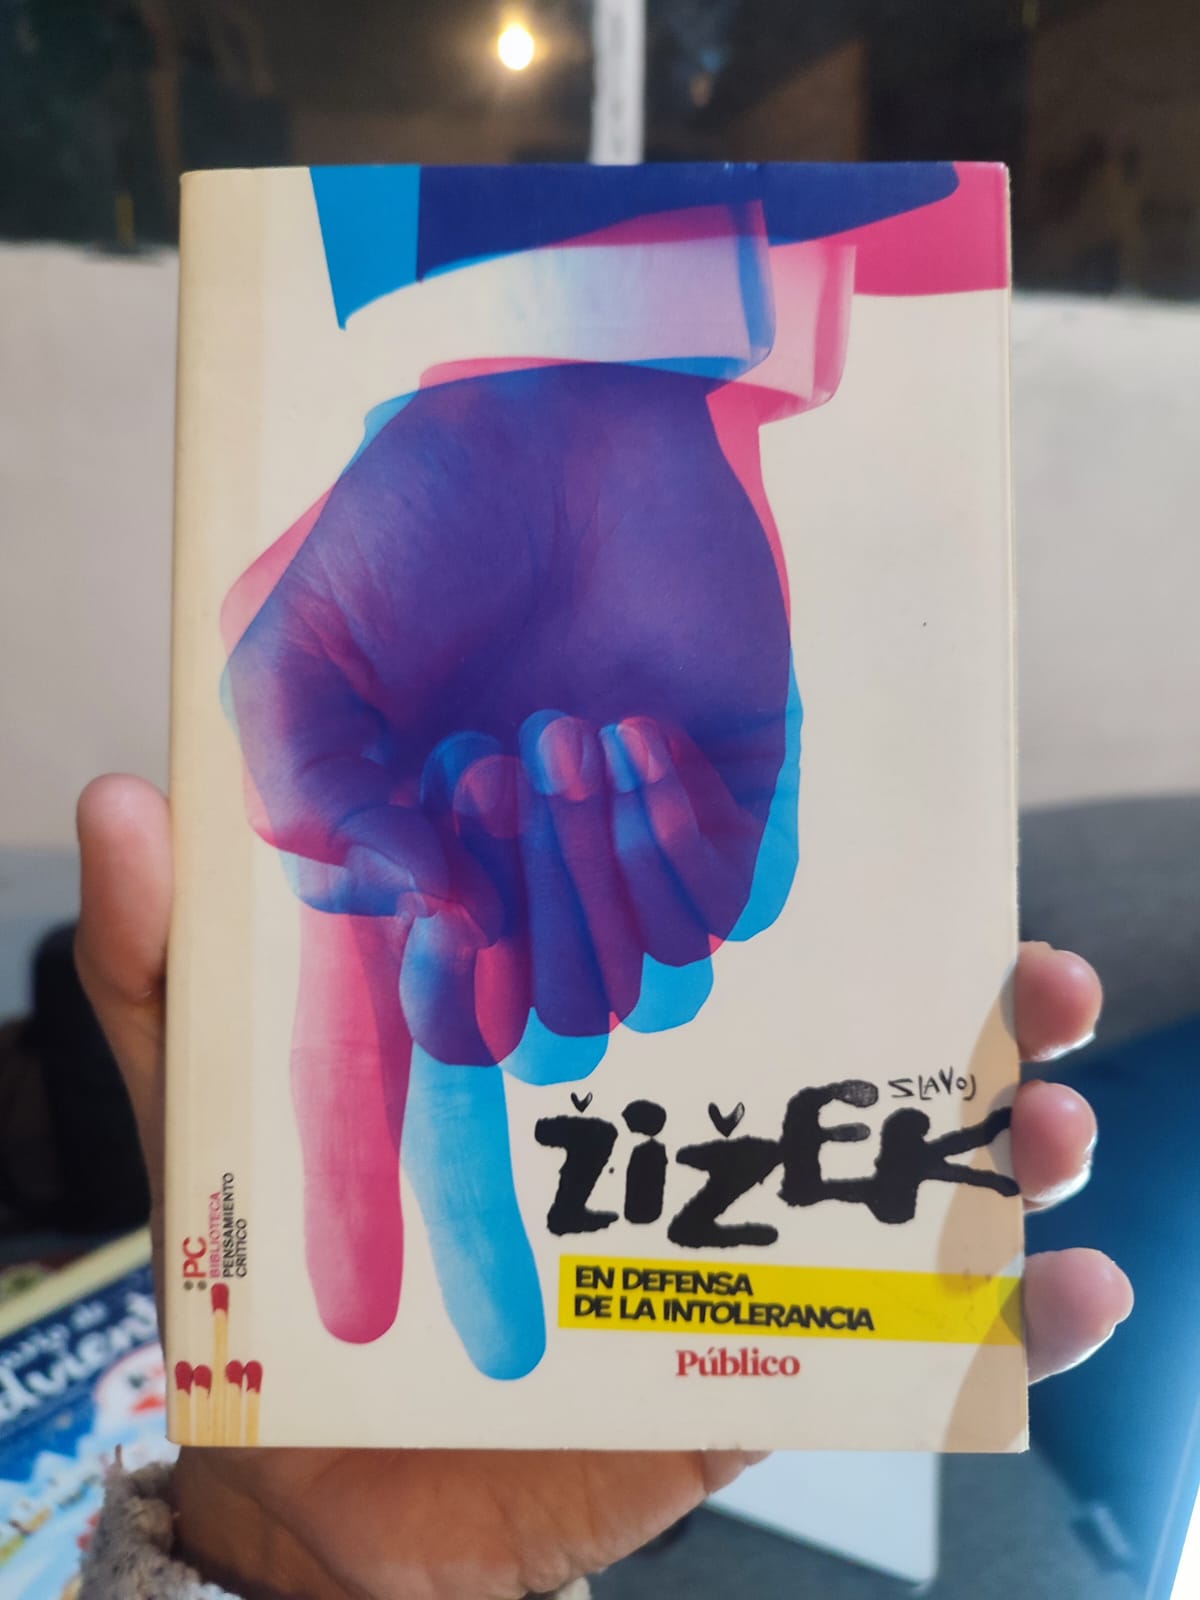 SLAVOJ
ŽIŽEK
EN DEFENSA
DE LA INTOLERANCIA
Público
PC
BIBLIOTECA
PENSAMIENTO
CRÍTICO